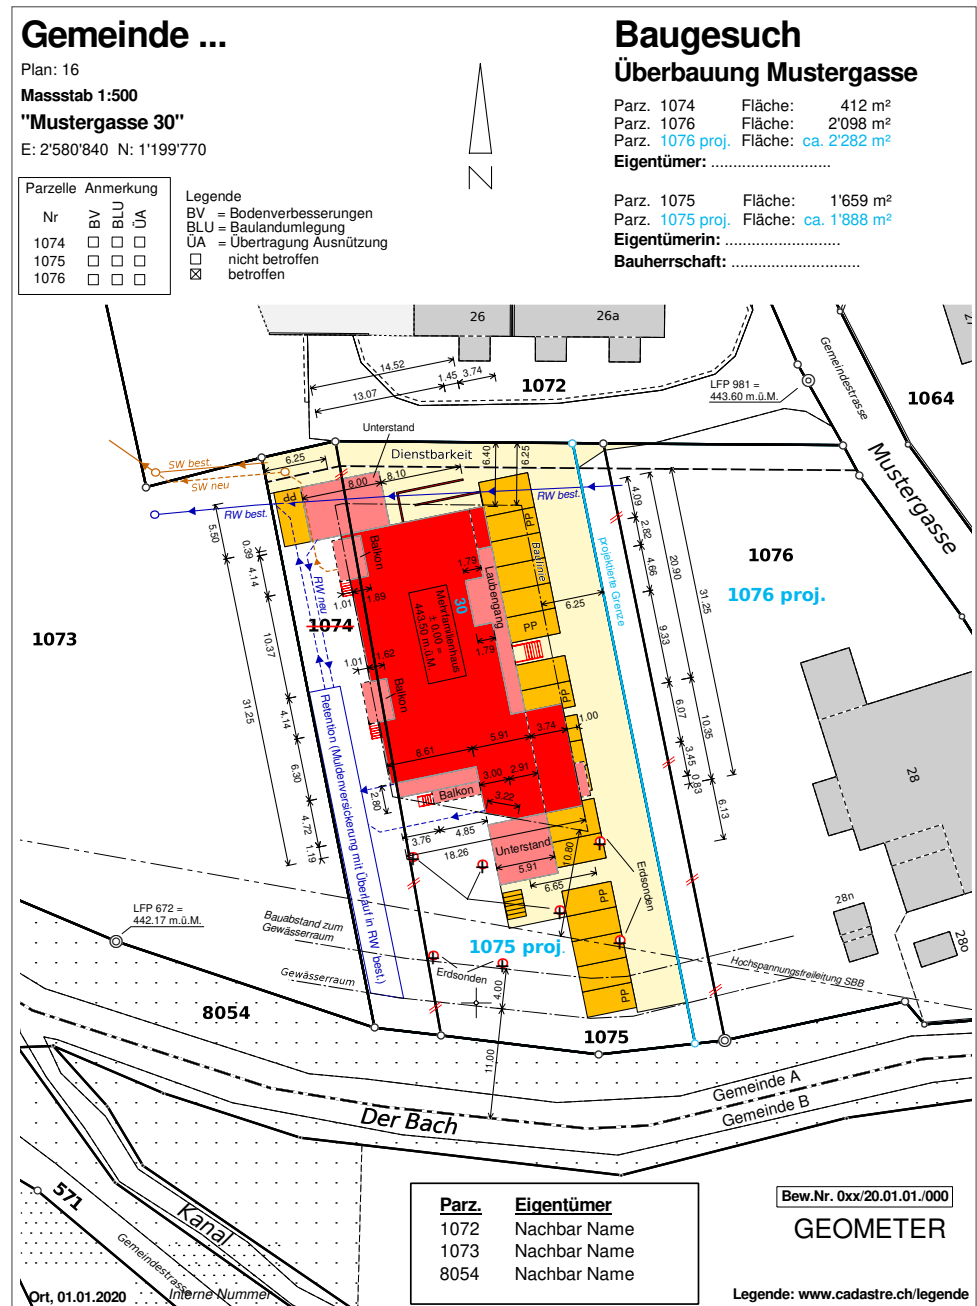 Gemeinde ...
Plan: 16
Massstab 1:500
"Mustergasse 30"
E: 2'580'840 N: 1'199'770
Baugesuch
Überbauung Mustergasse
Parz. 1074 Fläche: 412 m²
Parz. 1076 Fläche: 2'098 m²
Parz. 1076 proj. Fläche: ca. 2'282 m²
Eigentümer: ...........................
Parz. 1075 Fläche: 1'659 m²
Parz. 1075 proj. Fläche: ca. 1'888 m²
Eigentümerin: ..........................
Bauherrschaft: .............................
N
Parzelle Anmerkung
Nr BV BLU ÜA
1074
1075
1076
Legende
BV = Bodenverbesserungen
BLU = Baulandumlegung
ÜA = Übertragung Ausnützung
nicht betroffen
betroffen
26
26a
14.52
1.45
3.74
13.07
1072
LFP 981 =
443.60 m.ü.M.
Gemeindestrasse
1064
Mustergasse
Unterstand
Dienstbarkeit
6.40
6.25
SW best.
SW neu
6.25
8.00
8.10
PP
RW best.
RW best.
5.50
0.39
4.14
10.37
31.25
4.14
6.30
4.72
1.19
RW neu
1073
1074
Balkon
1.01
1.89
1.79
Laubengang
Mehrfamilienhaus
± 0.00 =
443.50 m.ü.M.
30
PP
Baulinie
6.25
projektierte Grenze
PP
1.79
1.01
1.62
Balkon
PP
4.09
2.82
4.66
20.90
31.25
9.33
6.07
10.35
3.45
0.83
6.13
1076
1076 proj.
28
28n
28o
8.61
5.91
3.74
1.00
3.00
2.91
Balkon
2.80
3.22
3.76
4.85
18.26
Unterstand
5.91
10.80
6.65
Erdsonden
PP
PP
Retention (Muldenversickerung mit Überlauf in RW best.)
LFP 672 =
442.17 m.ü.M.
Bauabstand zum
Gewässerraum
Gewässerraum
1075 proj.
Erdsonden
4.00
11.00
Hochspannungsfreileitung SBB
8054
1075
Gemeinde A
Gemeinde B
Der Bach
Kanal
571
Gemeindestrasse
Interne Nummer
Parz. Eigentümer
1072 Nachbar Name
1073 Nachbar Name
8054 Nachbar Name
Bew.Nr. 0xx/20.01.01./000
GEOMETER
Ort, 01.01.2020
Legende: www.cadastre.ch/legende